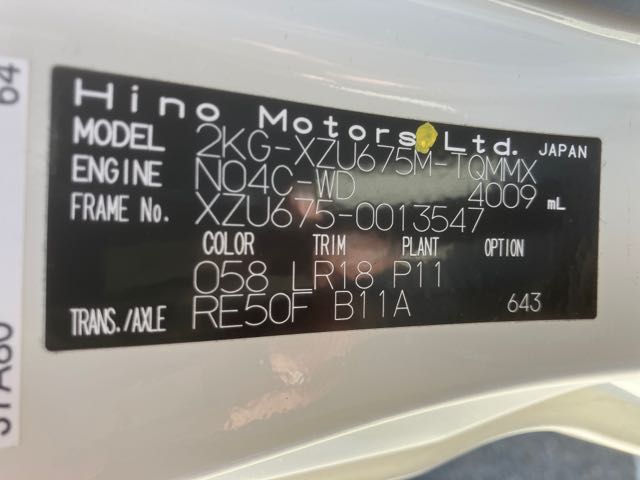 Hino Motors, Ltd. JAPAN
MODEL 2KG-XZU675M-TQMMX
ENGINE N04C-WD 4009 mL
FRAME No. XZU675-0013547
COLOR TRIM PLANT OPTION
058 LR18 P11
TRANS./AXLE RE50F B11A 643
64